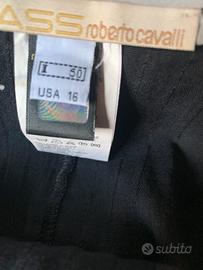 ASS
roberto cavalli
I 50
USA 16
subito